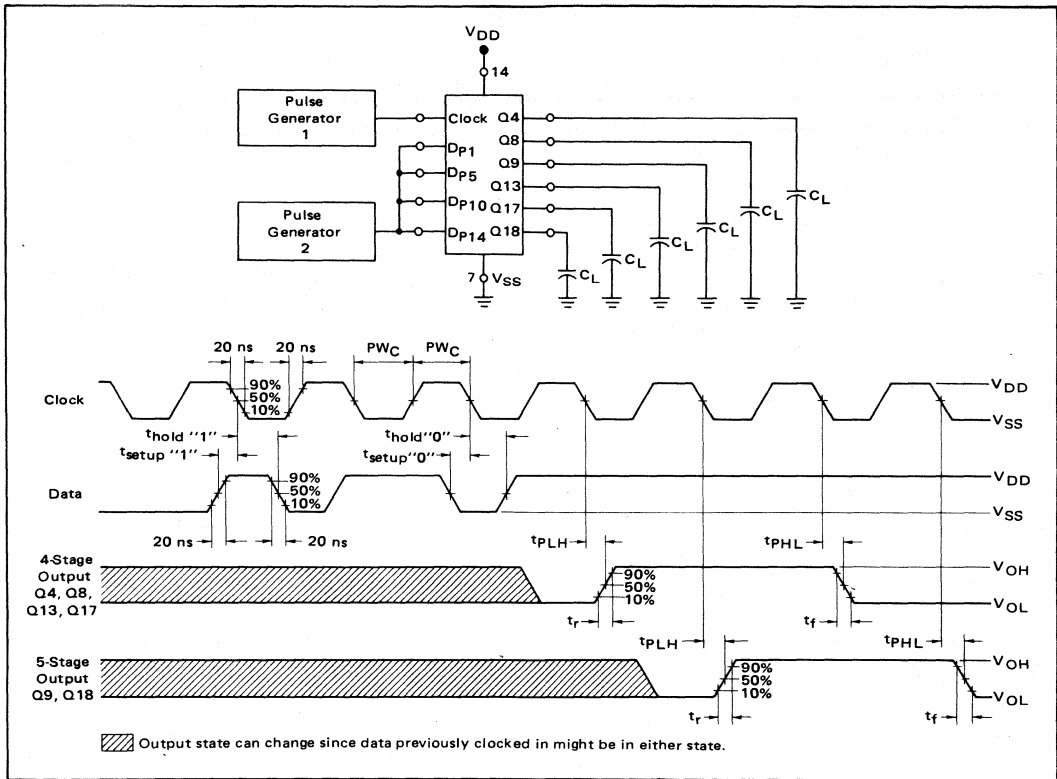 VDD
14
Pulse
Generator
1
Clock
Q4
Q8
DP1
Q9
DP5
Q13
DP10
Q17
DP14
Q18
Pulse
Generator
2
CL
CL
CL
CL
CL
CL
7
VSS
20 ns
20 ns
PWC
PWC
Clock
90%
50%
10%
VDD
VSS
thold "1"
thold"0"
tsetup "1"
tsetup"0"
Data
90%
50%
10%
VDD
VSS
20 ns
20 ns
tPLH
tPHL
4-Stage
Output
Q4, Q8,
Q13, Q17
90%
50%
10%
VOH
VOL
tr
tf
tPLH
tPHL
5-Stage
Output
Q9, Q18
90%
50%
10%
VOH
VOL
tr
tf
Output state can change since data previously clocked in might be in either state.